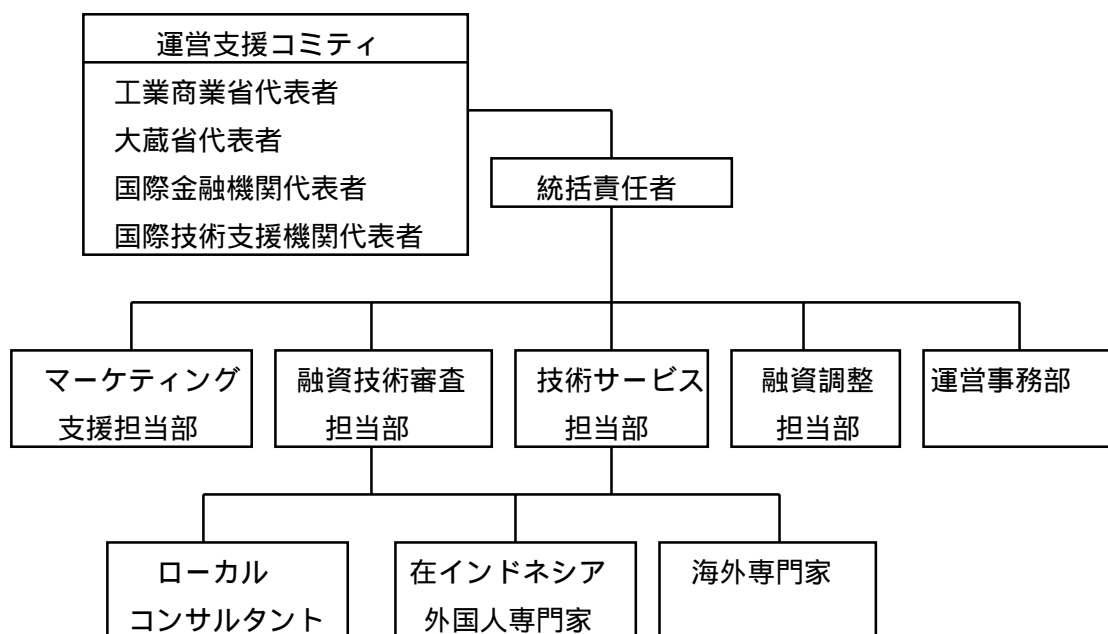 運営支援コミティ
工業商業省代表者
大蔵省代表者
国際金融機関代表者
国際技術支援機関代表者
統括責任者
マーケティング
支援担当部
融資技術審査
担当部
技術サービス
担当部
融資調整
担当部
運営事務部
ローカル
コンサルタント
在インドネシア
外国人専門家
海外専門家